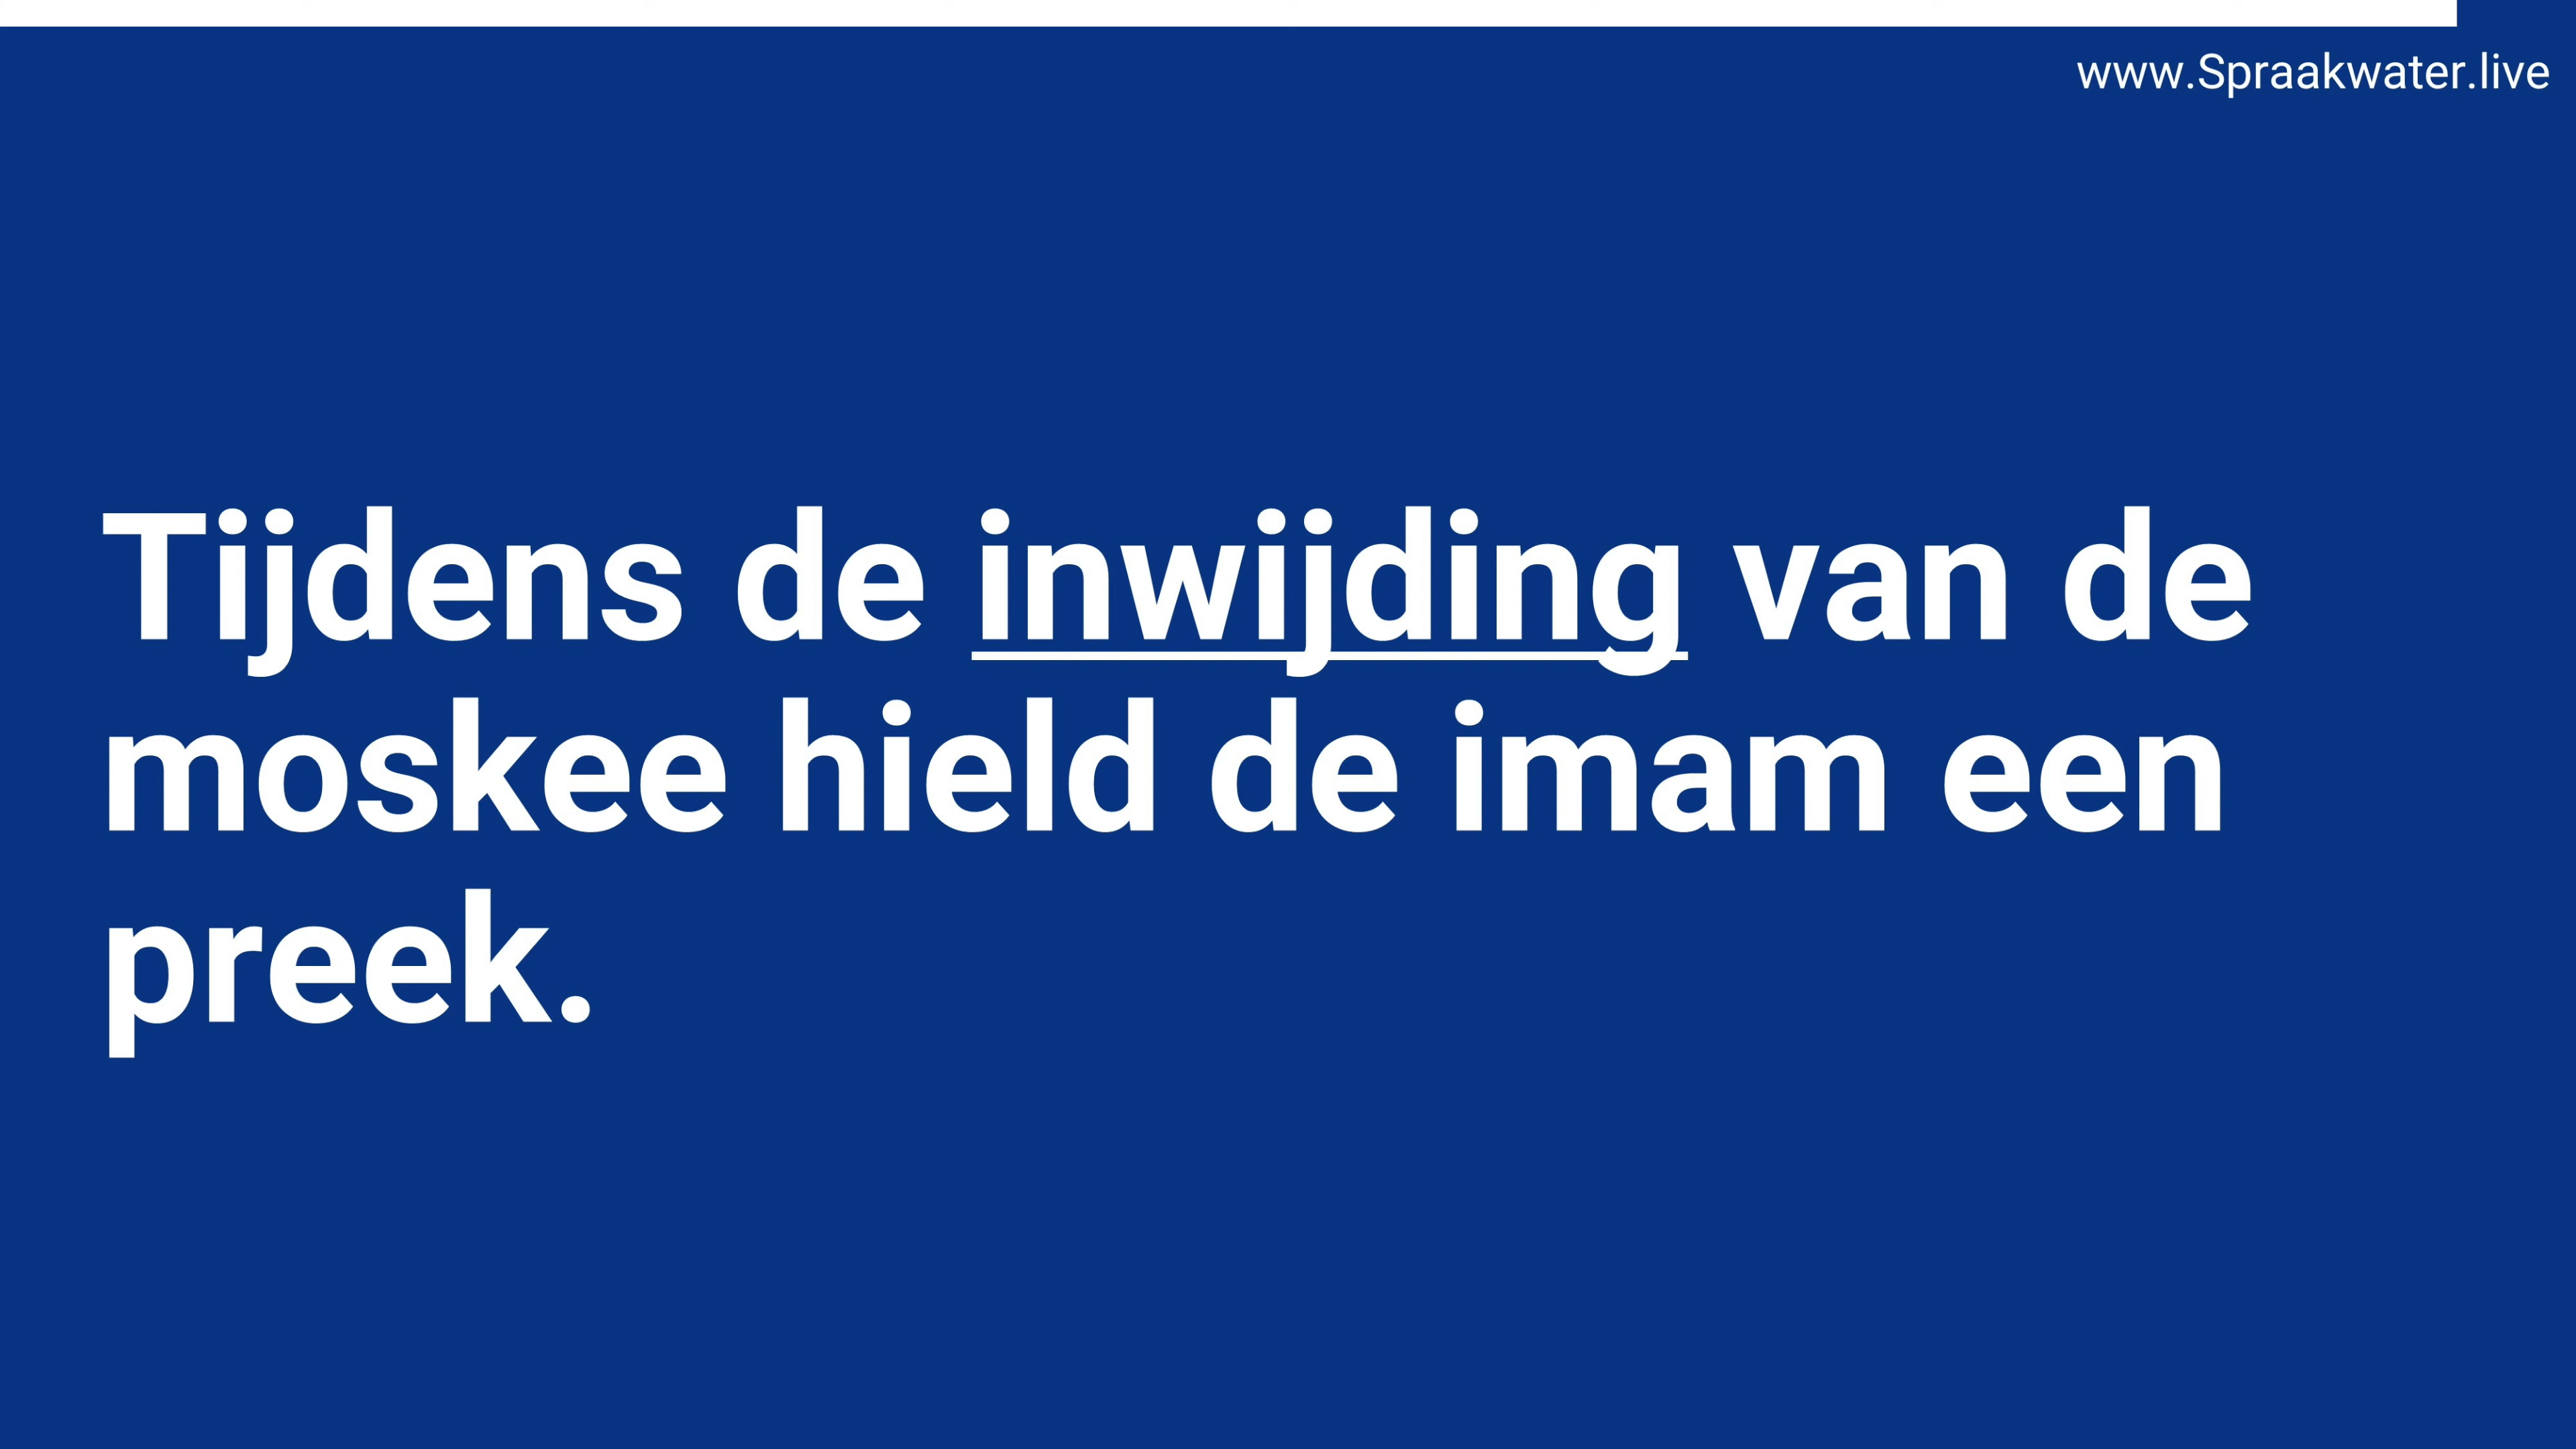 www.Spraakwater.live
Tijdens de inwijding van de
moskee hield de imam een
preek.